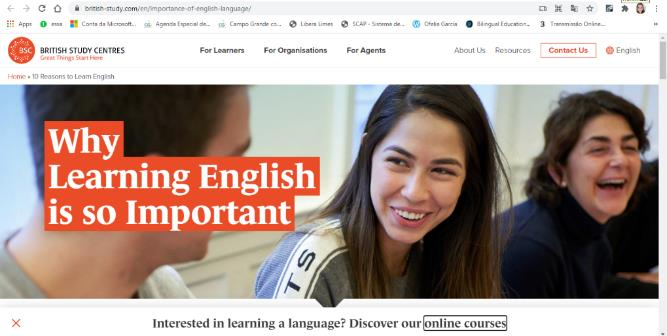 british-study.com/en/importance-of-english-language/
Apps essa Conta da Microsoft... Agenda Especial de... Campo Grande co... Libera Limes SCAP - Sisteme de... Ofelia Garcia Bilingual Education... Transmissão Online...
BSC BRITISH STUDY CENTRES For Learners For Organisations For Agents About Us Resources Contact Us English
Great Things Start Here
Home » 10 Reasons to Learn English
Why
Learning English
is so Important
TS
Interested in learning a language? Discover our online courses